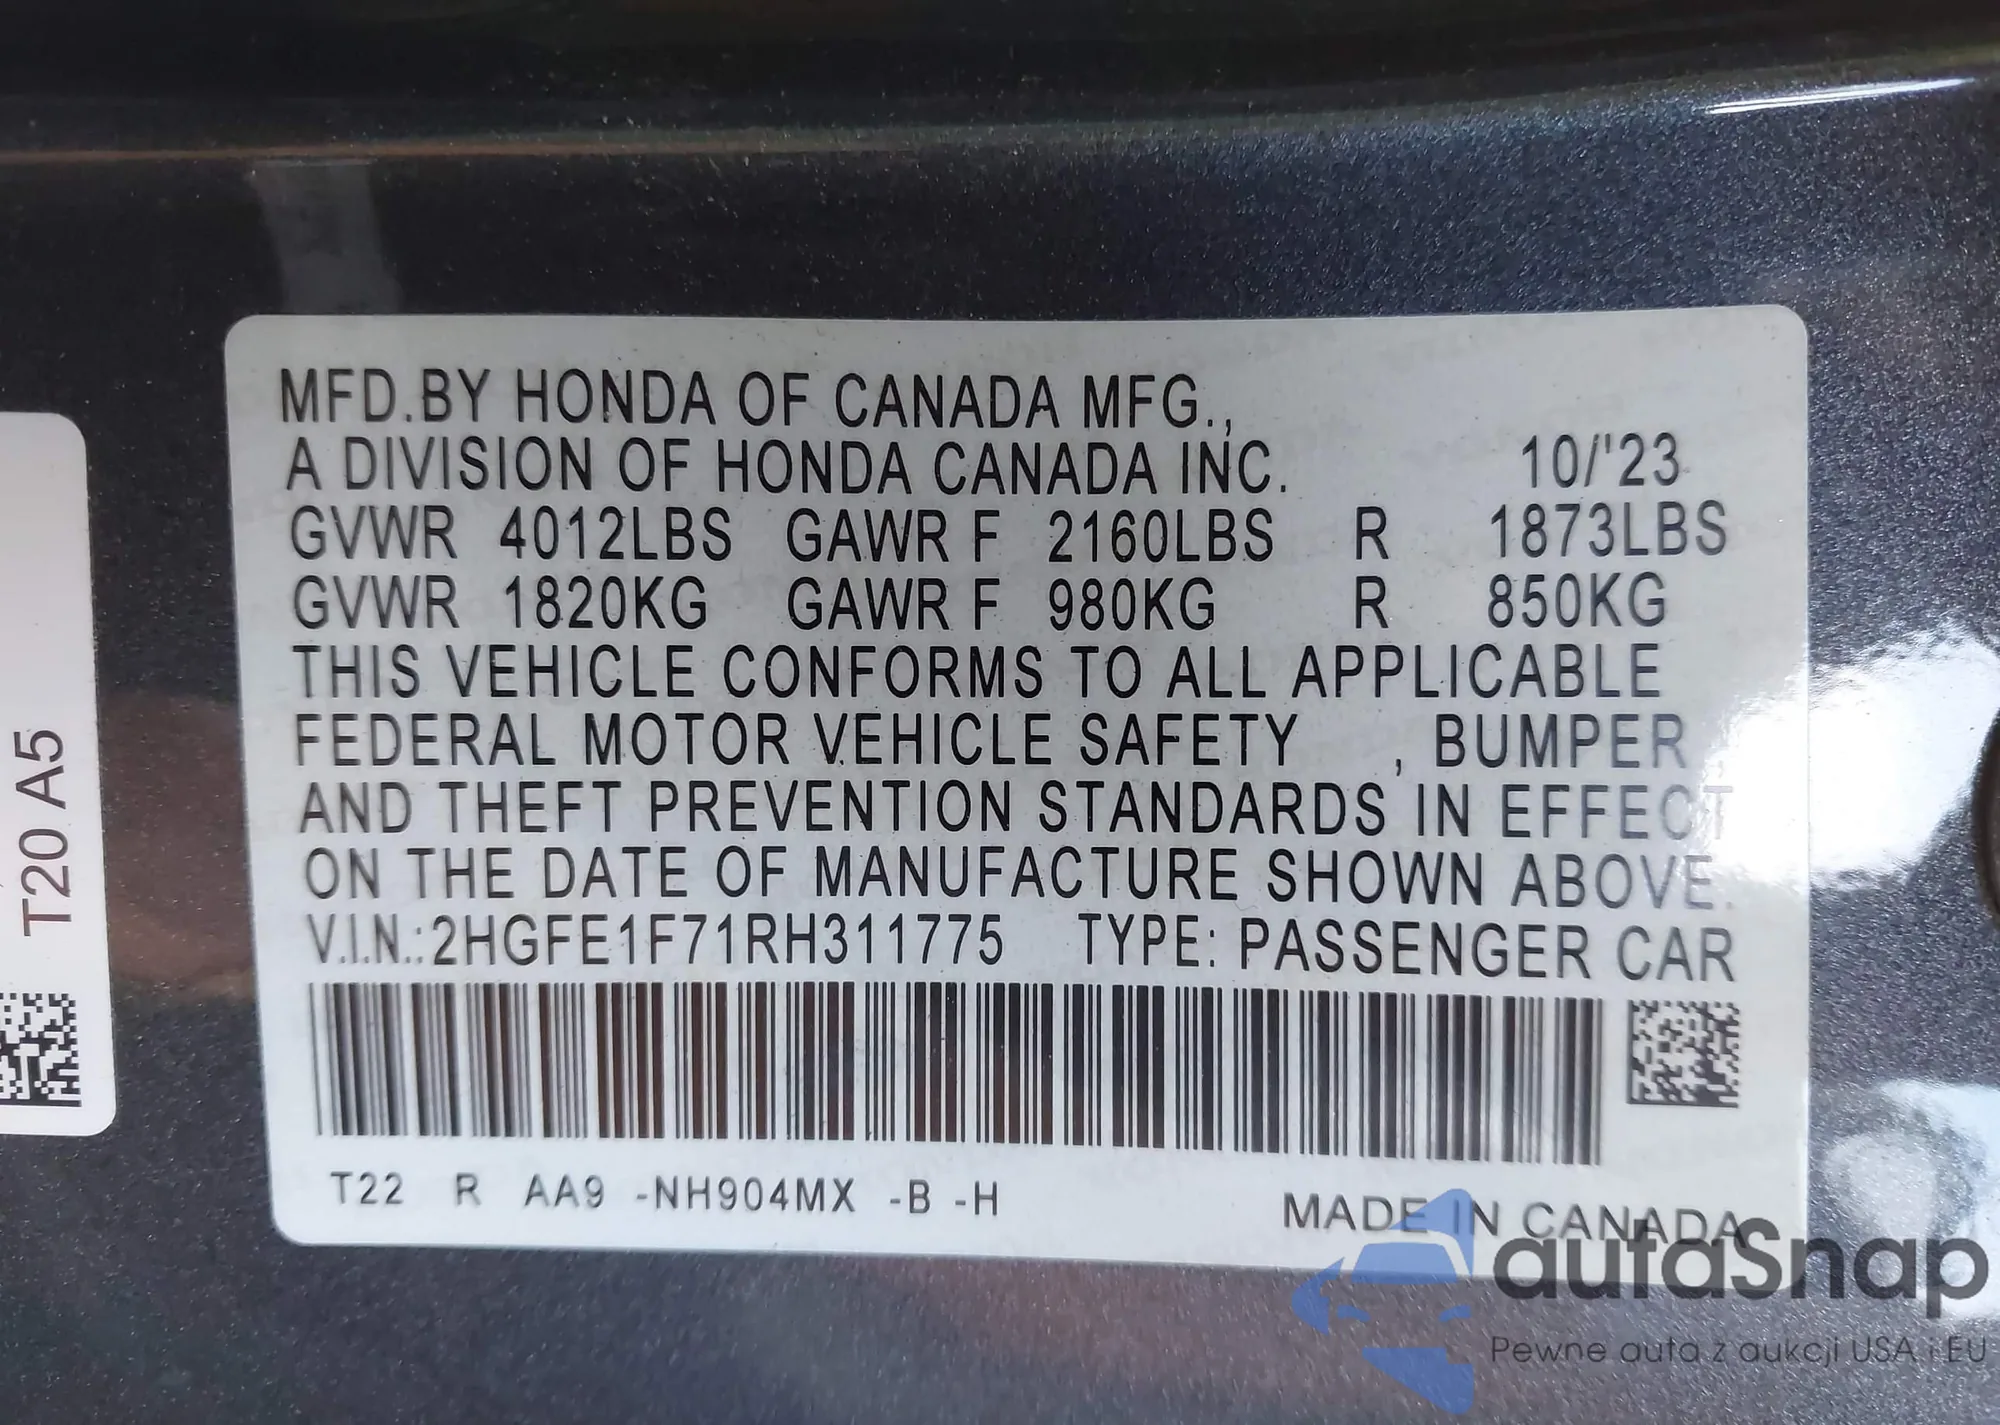 MFD.BY HONDA OF CANADA MFG.,
A DIVISION OF HONDA CANADA INC. 10/'23
GVWR 4012LBS GAWR F 2160LBS R 1873LBS
GVWR 1820KG GAWR F 980KG R 850KG
THIS VEHICLE CONFORMS TO ALL APPLICABLE
FEDERAL MOTOR VEHICLE SAFETY , BUMPER ,
AND THEFT PREVENTION STANDARDS IN EFFECT
ON THE DATE OF MANUFACTURE SHOWN ABOVE.
V.I.N.:2HGFE1F71RH311775 TYPE: PASSENGER CAR
T22 R AA9 -NH904MX -B -H
MADE IN CANADA
T20 A5
autaSnap
Pewne auta z aukcji USA i EU